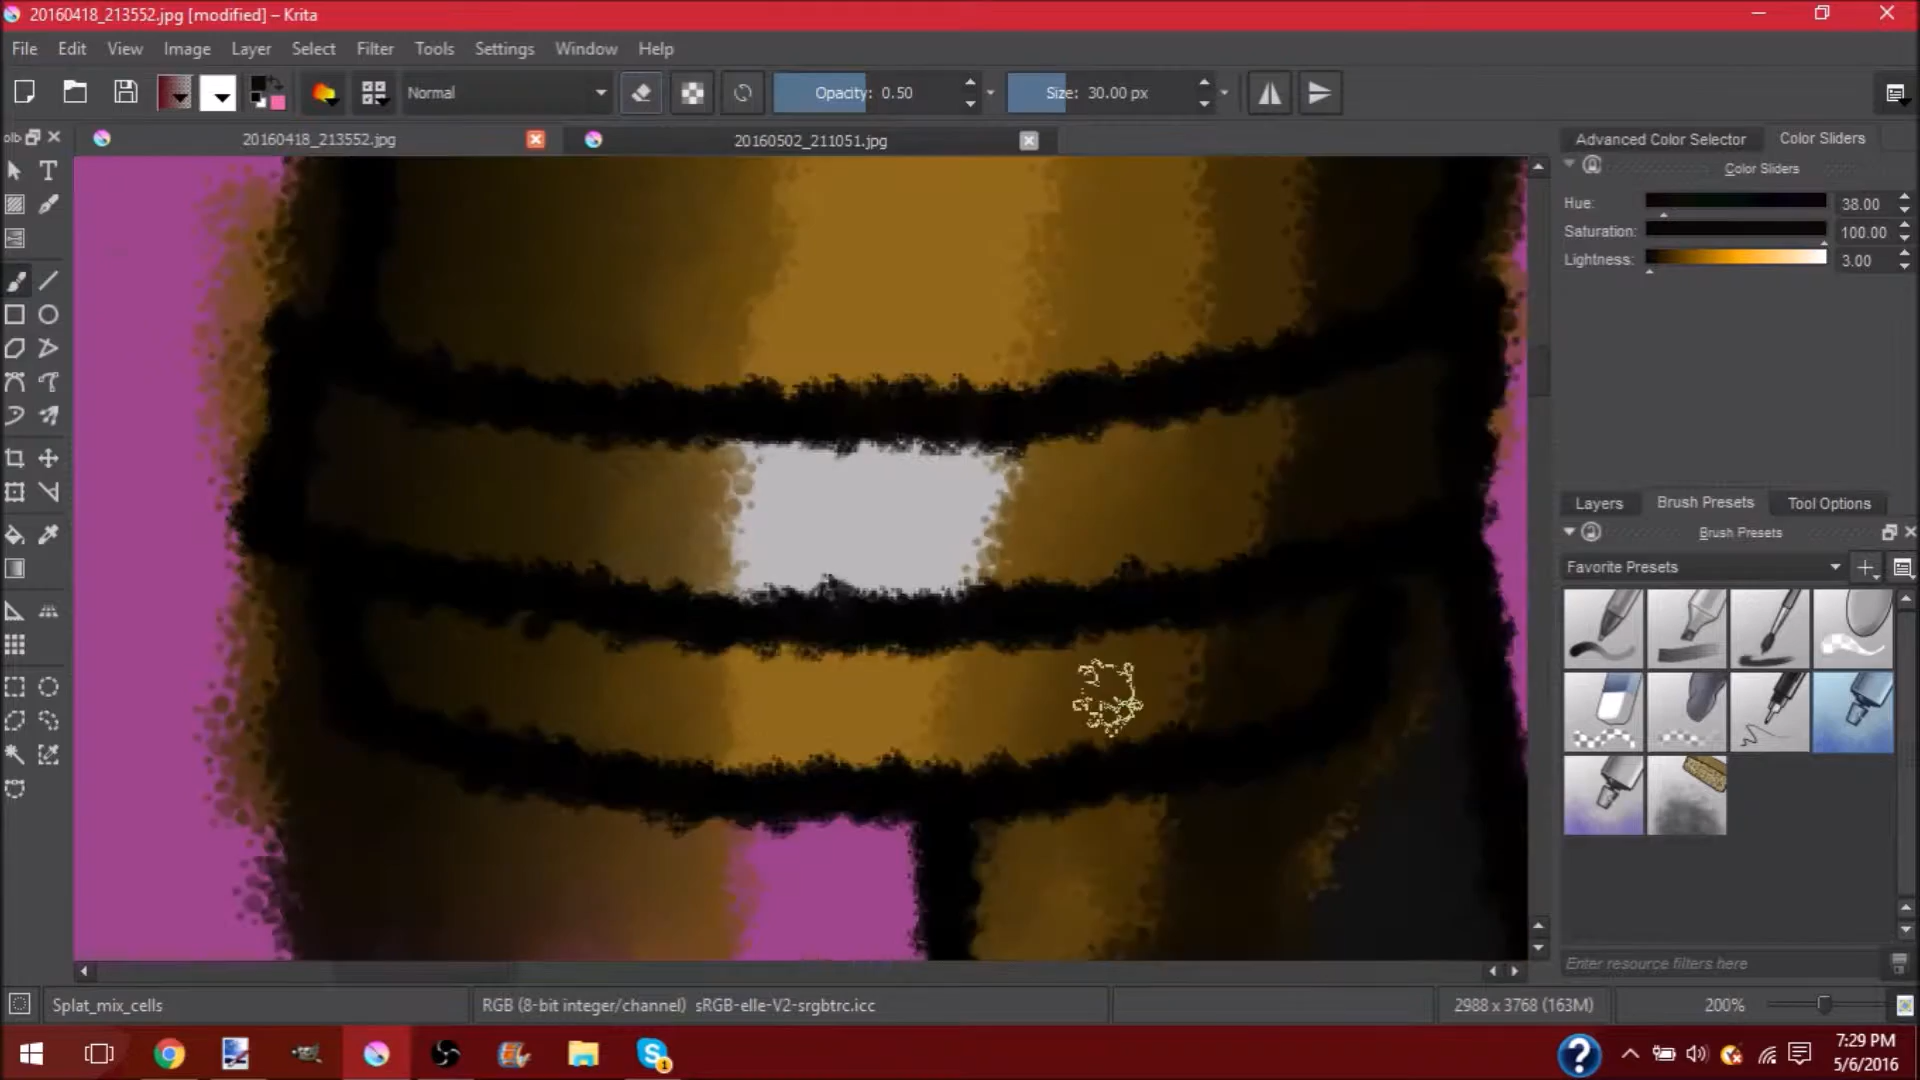 20160418_213552.jpg [modified] – Krita
File Edit View Image Layer Select Filter Tools Settings Window Help
Normal Opacity: 0.50 Size: 30.00 px
20160418_213552.jpg 20160502_211051.jpg
Advanced Color Selector Color Sliders
Color Sliders
Hue: 38.00
Saturation: 100.00
Lightness: 3.00
Layers Brush Presets Tool Options
Brush Presets
Favorite Presets
Enter resource filters here
Splat_mix_cells RGB (8-bit integer/channel) sRGB-elle-V2-srgbtrc.icc 2988 x 3768 (163M) 200%
1
7:29 PM
5/6/2016